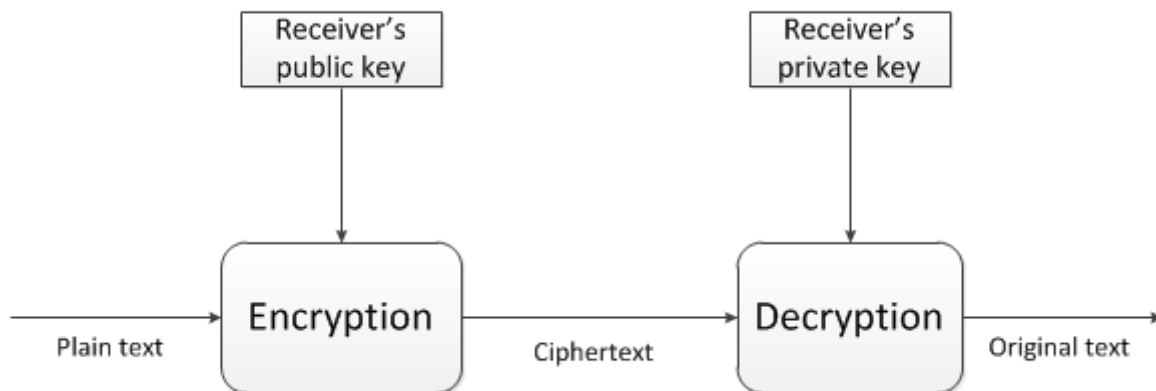 Receiver’s
public key
Receiver’s
private key
Encryption
Decryption
Plain text
Ciphertext
Original text